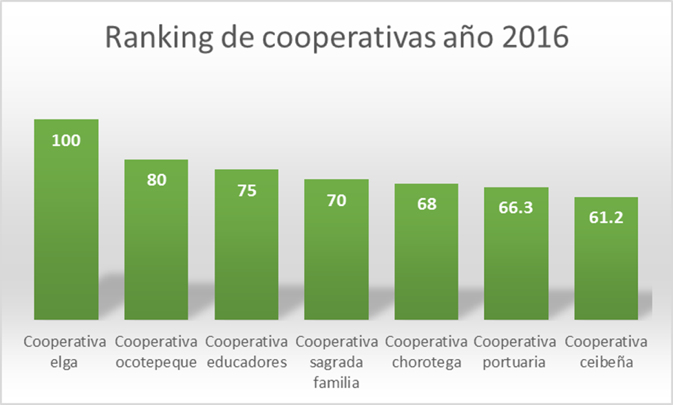 Ranking de cooperativas año 2016
100
80
75
70
68
66.3
61.2
Cooperativa
elga
Cooperativa
ocotepeque
Cooperativa
educadores
Cooperativa
sagrada
familia
Cooperativa
chorotega
Cooperativa
portuaria
Cooperativa
ceibeña